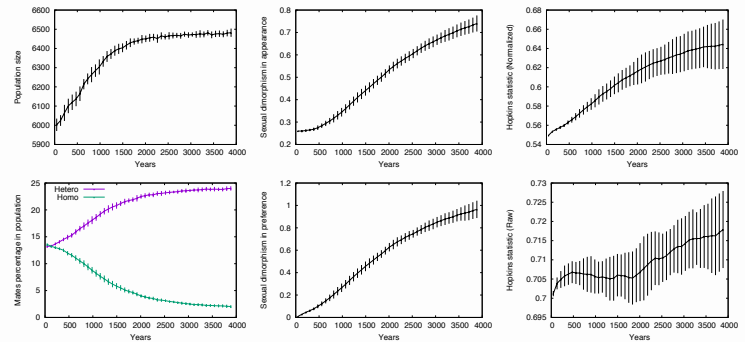 Population size
6600
6500
6400
6300
6200
6100
6000
5900
0 500 1000 1500 2000 2500 3000 3500 4000
Years
Sexual dimorphism in appearance
0.8
0.7
0.6
0.5
0.4
0.3
0.2
0 500 1000 1500 2000 2500 3000 3500 4000
Years
Hopkins statistic (Normalized)
0.68
0.66
0.64
0.62
0.6
0.58
0.56
0.54
0 500 1000 1500 2000 2500 3000 3500 4000
Years
Mates percentage in population
25
20
15
10
5
0
Hetero
Homo
0 500 1000 1500 2000 2500 3000 3500 4000
Years
Sexual dimorphism in preference
1.2
1
0.8
0.6
0.4
0.2
0
0 500 1000 1500 2000 2500 3000 3500 4000
Years
Hopkins statistic (Raw)
0.73
0.725
0.72
0.715
0.71
0.705
0.7
0.695
0 500 1000 1500 2000 2500 3000 3500 4000
Years